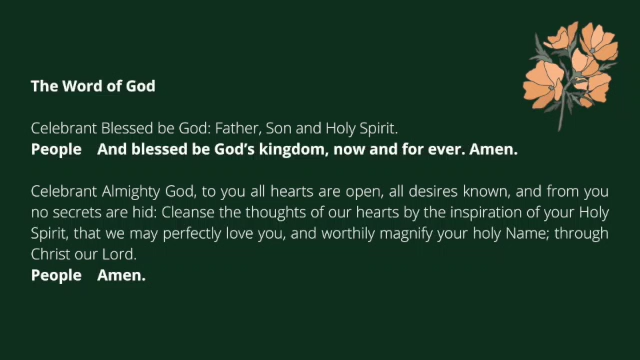 The Word of God
Celebrant Blessed be God: Father, Son and Holy Spirit.
People And blessed be God’s kingdom, now and for ever. Amen.
Celebrant Almighty God, to you all hearts are open, all desires known, and from you
no secrets are hid: Cleanse the thoughts of our hearts by the inspiration of your Holy
Spirit, that we may perfectly love you, and worthily magnify your holy Name; through
Christ our Lord.
People Amen.